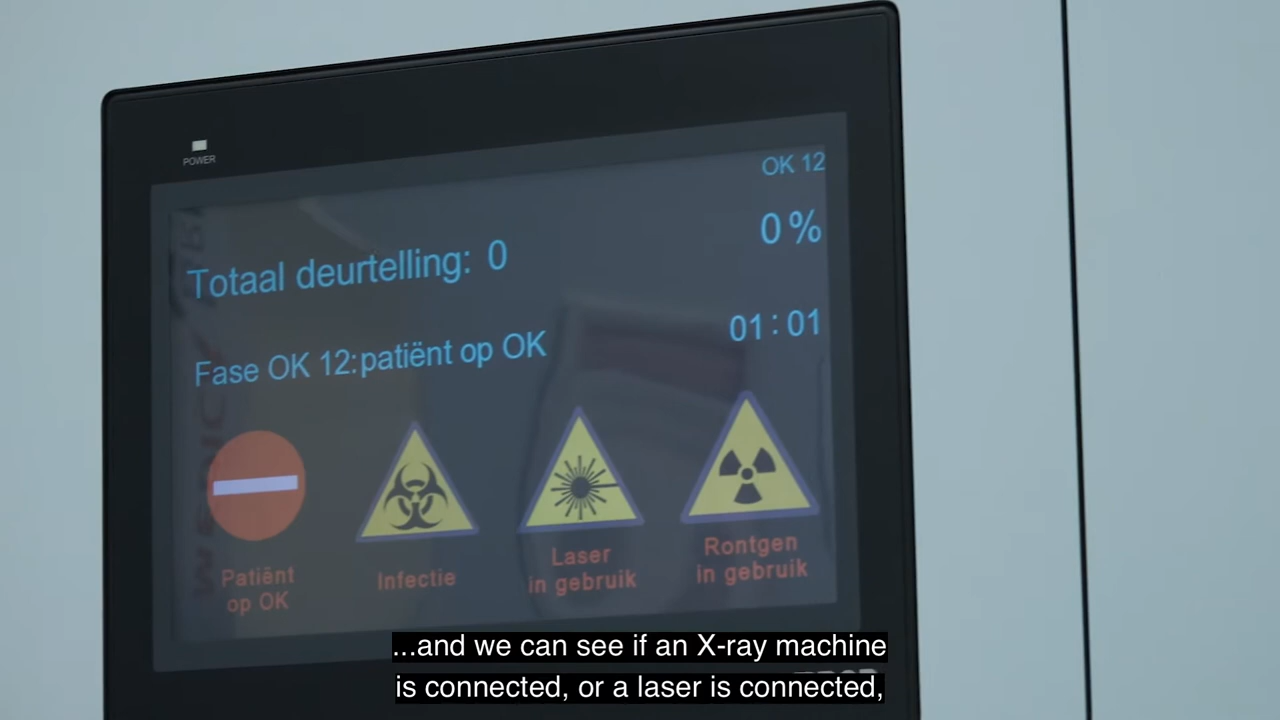 POWER
OK 12
0%
Totaal deurtelling: 0
01:01
Fase OK 12:patiënt op OK
Patiënt
op OK
Infectie
Laser
in gebruik
Rontgen
in gebruik
...and we can see if an X-ray machine
is connected, or a laser is connected,